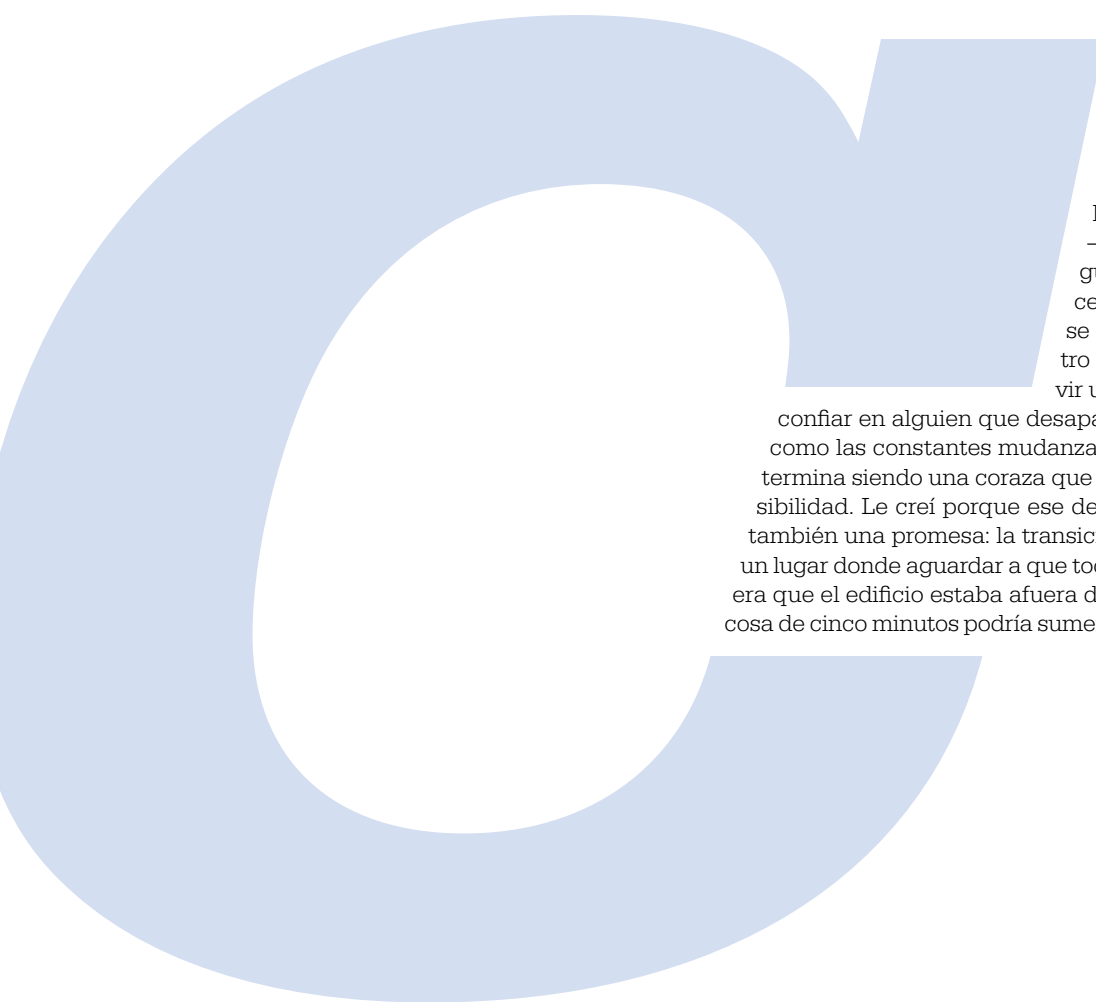 C
—
gu
ce
se
tro
vir u
confiar en alguien que desapa
como las constantes mudanza
termina siendo una coraza que
sibilidad. Le creí porque ese de
también una promesa: la transici
un lugar donde aguardar a que toc
era que el edificio estaba afuera d
cosa de cinco minutos podría sume